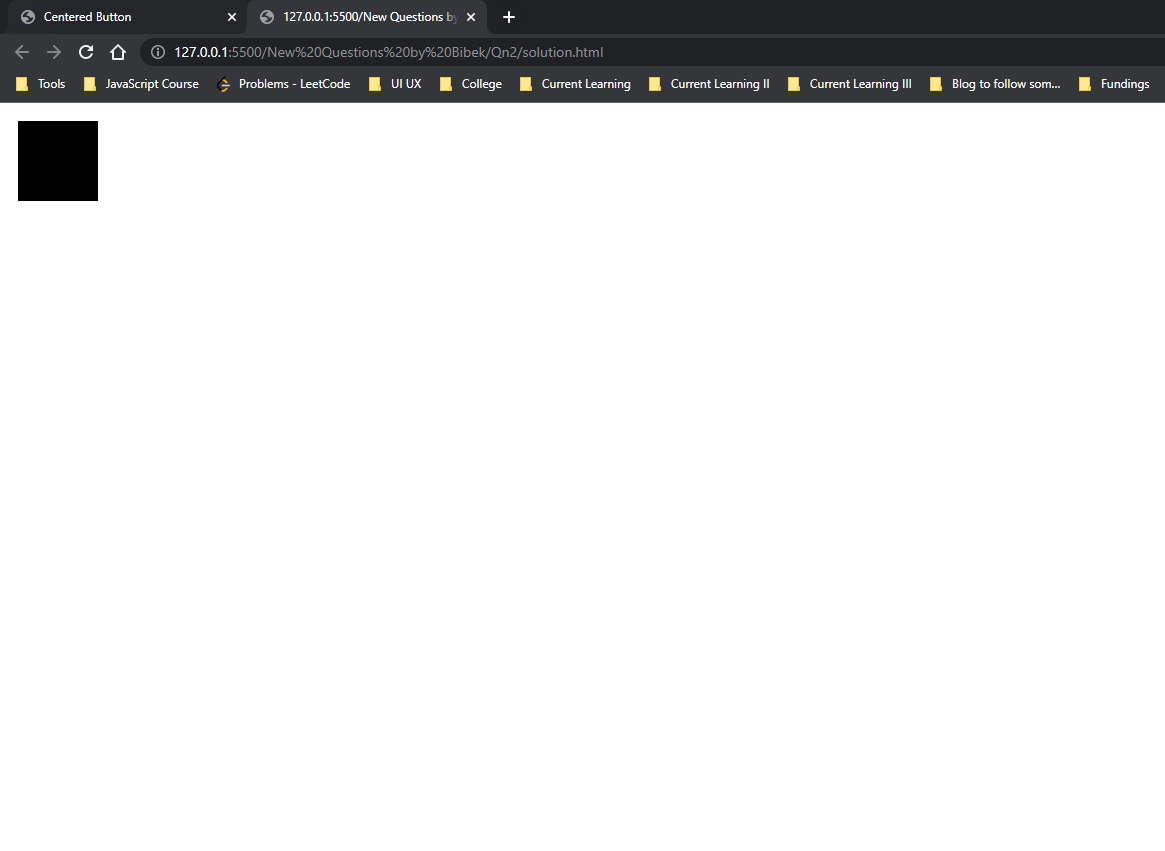 Centered Button
127.0.0.1:5500/New Questions by
127.0.0.1:5500/New%20Questions%20by%20Bibek/Qn2/solution.html
Tools JavaScript Course Problems - LeetCode UI UX College Current Learning Current Learning II Current Learning III Blog to follow som... Fundings